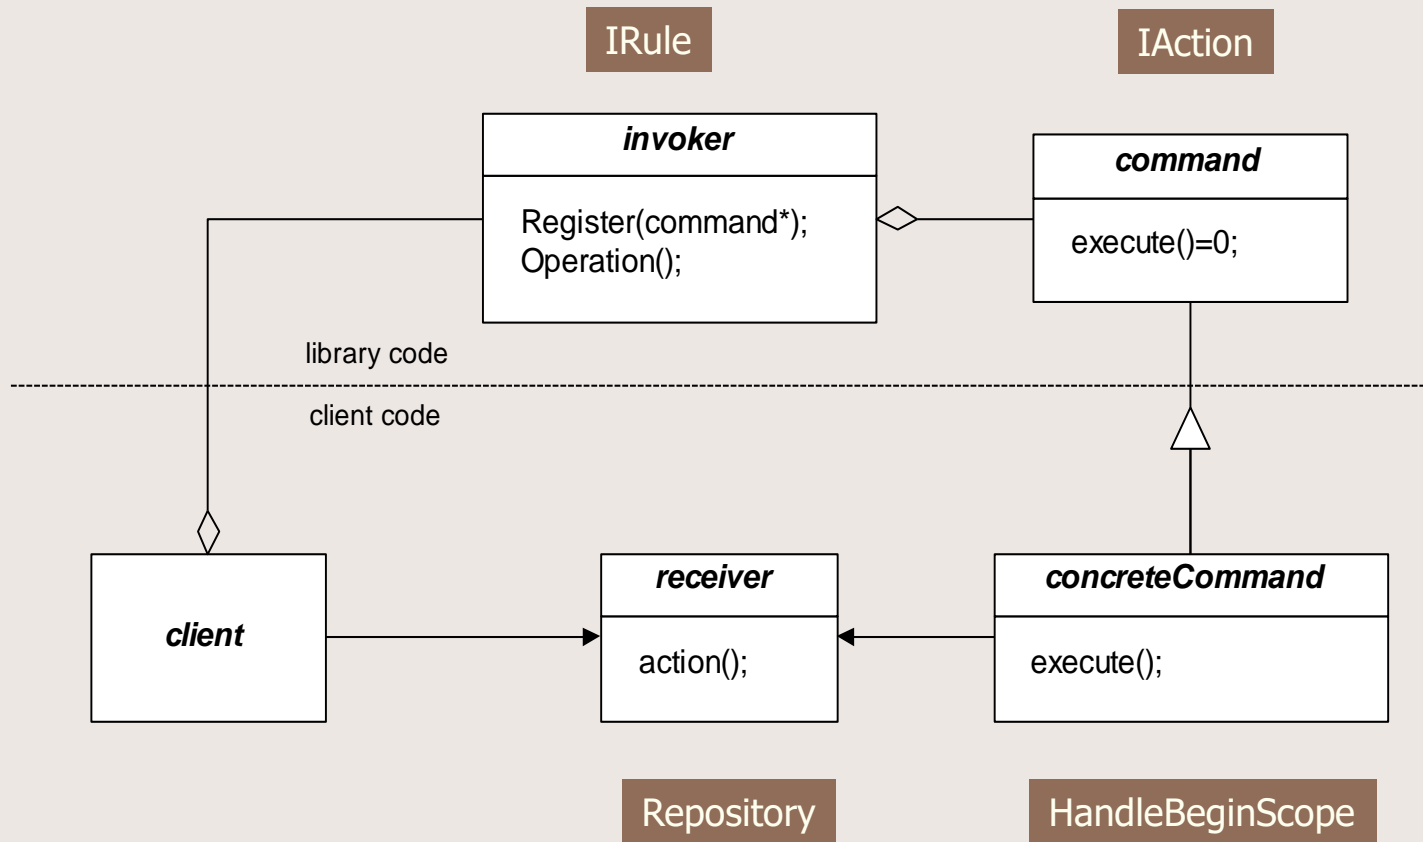 IRule
IAction
invoker
Register(command*);
Operation();
command
execute()=0;
library code
client code
client
receiver
action();
concreteCommand
execute();
Repository
HandleBeginScope